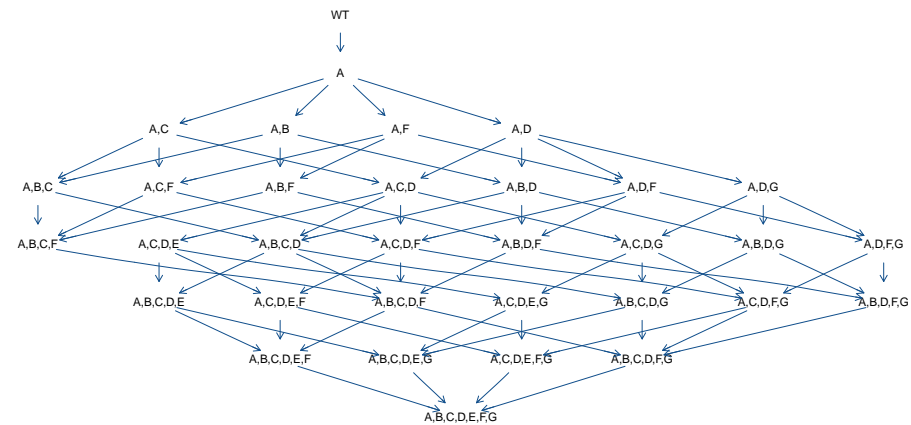 WT
A
A,C A,B A,F A,D
A,B,C A,C,F A,B,F A,C,D A,B,D A,D,F A,D,G
A,B,C,F A,C,D,E A,B,C,D A,C,D,F A,B,D,F A,C,D,G A,B,D,G A,D,F,G
A,B,C,D,E A,C,D,E,F A,B,C,D,F A,C,D,E,G A,B,C,D,G A,C,D,F,G A,B,D,F,G
A,B,C,D,E,F A,B,C,D,E,G A,C,D,E,F,G A,B,C,D,F,G
A,B,C,D,E,F,G